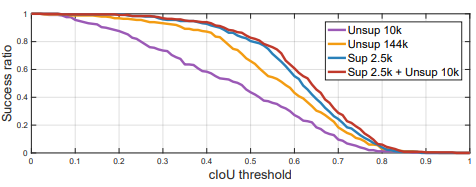 Success ratio
1
0.8
0.6
0.4
0.2
0
Unsup 10k
Unsup 144k
Sup 2.5k
Sup 2.5k + Unsup 10k
0 0.1 0.2 0.3 0.4 0.5 0.6 0.7 0.8 0.9 1
cIoU threshold